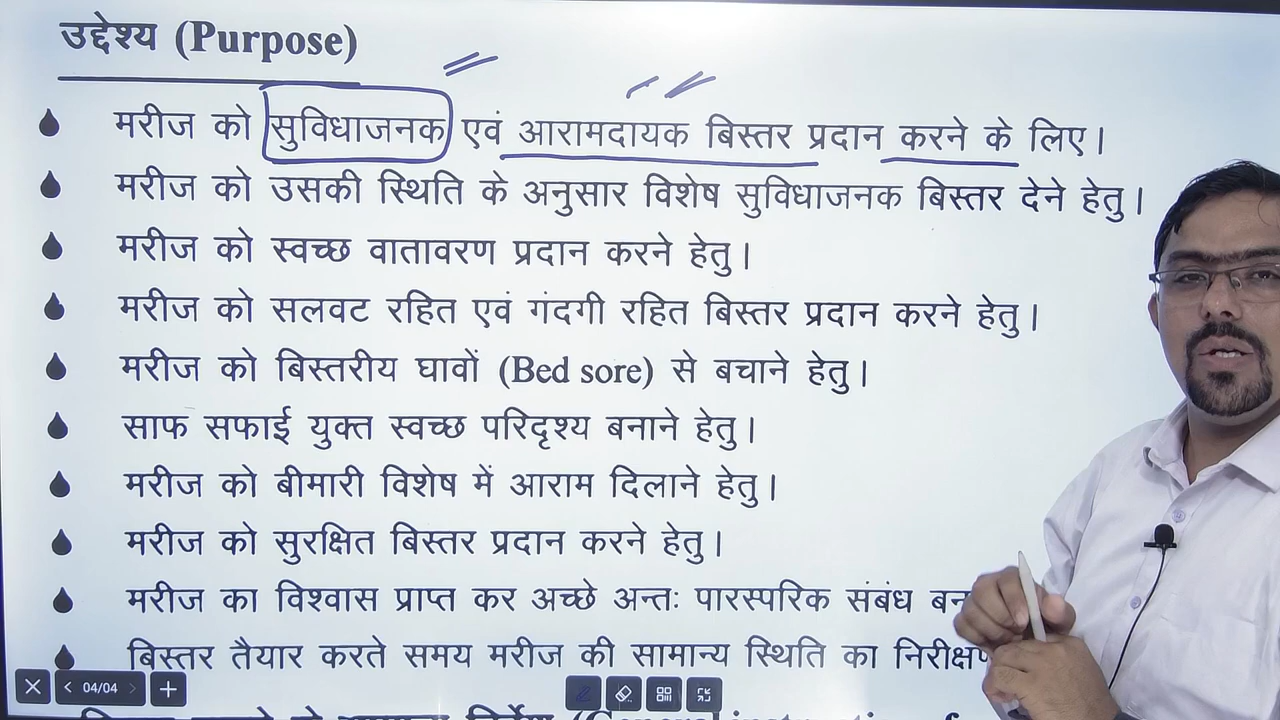 उद्देश्य (Purpose)
मरीज को सुविधाजनक एवं आरामदायक बिस्तर प्रदान करने के लिए।
मरीज को उसकी स्थिति के अनुसार विशेष सुविधाजनक बिस्तर देने हेतु।
मरीज को स्वच्छ वातावरण प्रदान करने हेतु।
मरीज को सलवट रहित एवं गंदगी रहित बिस्तर प्रदान करने हेतु।
मरीज को बिस्तरीय घावों (Bed sore) से बचाने हेतु।
साफ सफाई युक्त स्वच्छ परिदृश्य बनाने हेतु।
मरीज को बीमारी विशेष में आराम दिलाने हेतु।
मरीज को सुरक्षित बिस्तर प्रदान करने हेतु।
मरीज का विश्वास प्राप्त कर अच्छे अन्तः पारस्परिक संबंध
बिस्तर तैयार करते समय मरीज की सामान्य स्थिति का
04/04